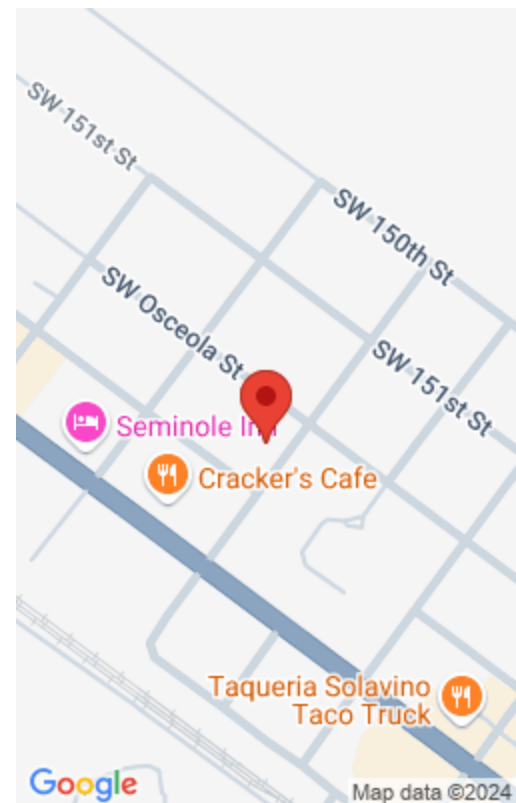 SW 151st St
SW 150th St
SW Osceola St
SW 151st St
Seminole Inn
Cracker's Cafe
Taqueria Solavino
Taco Truck
Google
Map data ©2024